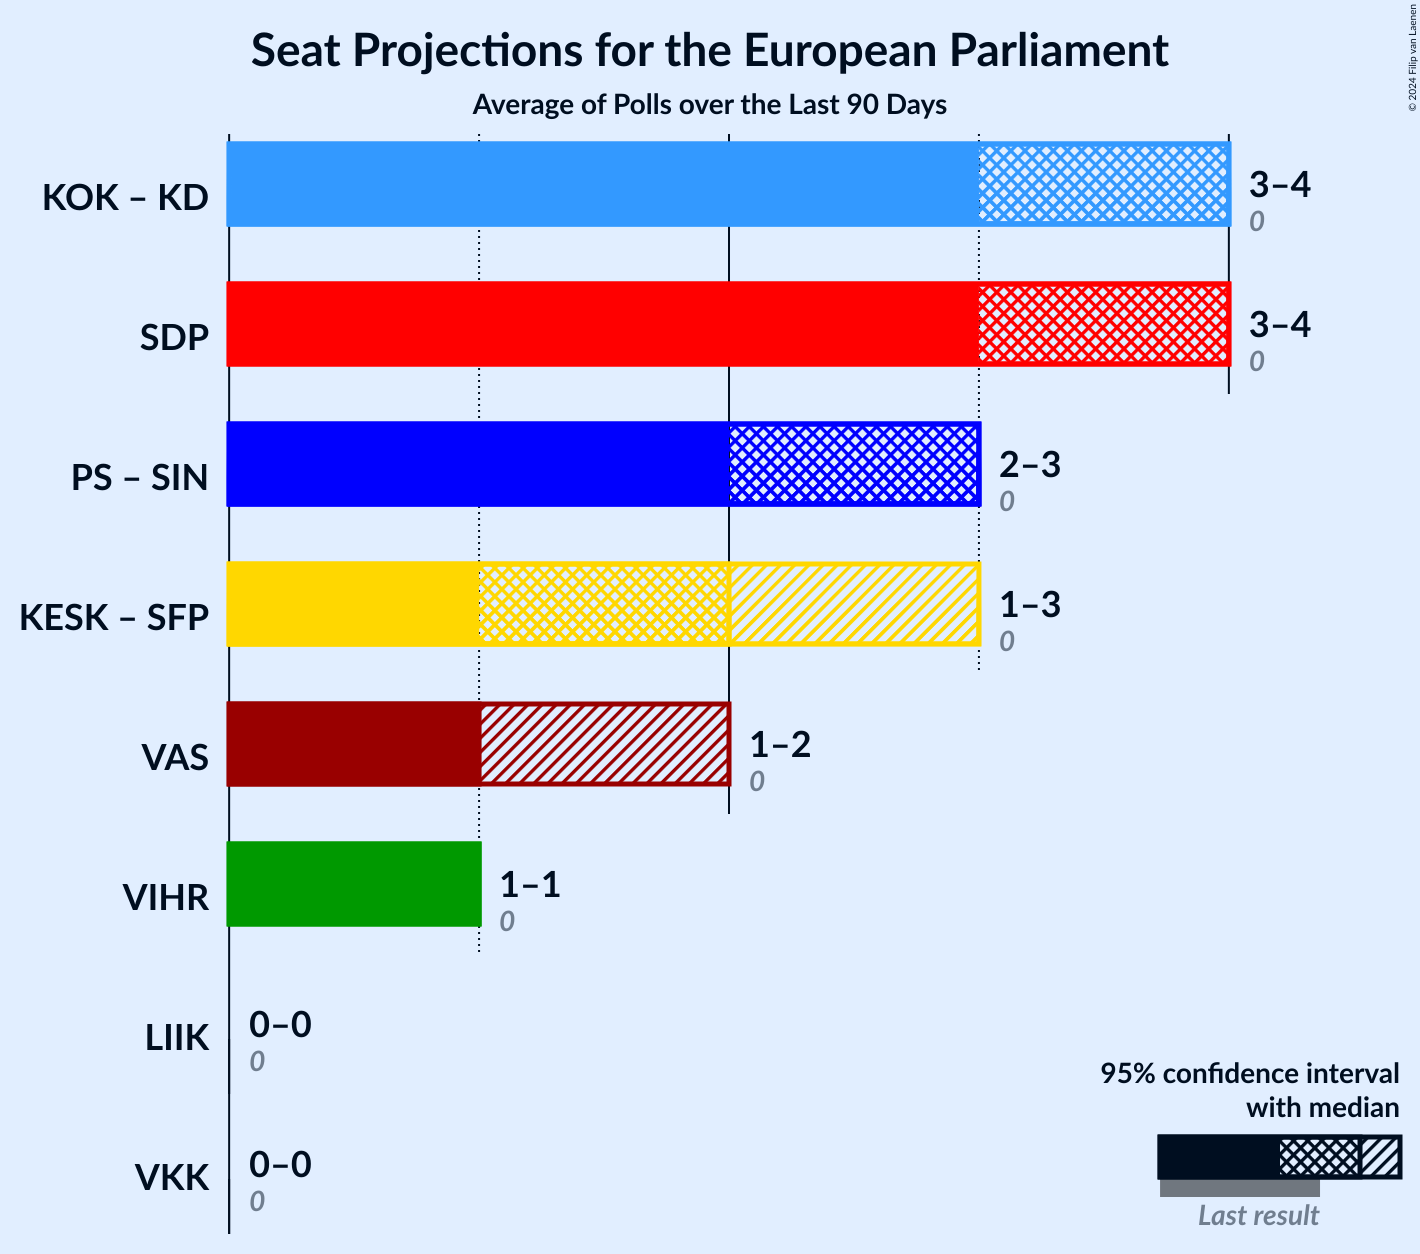 Seat Projections for the European Parliament
Average of Polls over the Last 90 Days
© 2024 Filip van Laenen
KOK – KD
3–4
0
SDP
3–4
0
PS – SIN
2–3
0
KESK – SFP
1–3
0
VAS
1–2
0
VIHR
1–1
0
LIIK
0–0
0
VKK
0–0
0
95% confidence interval
with median
Last result